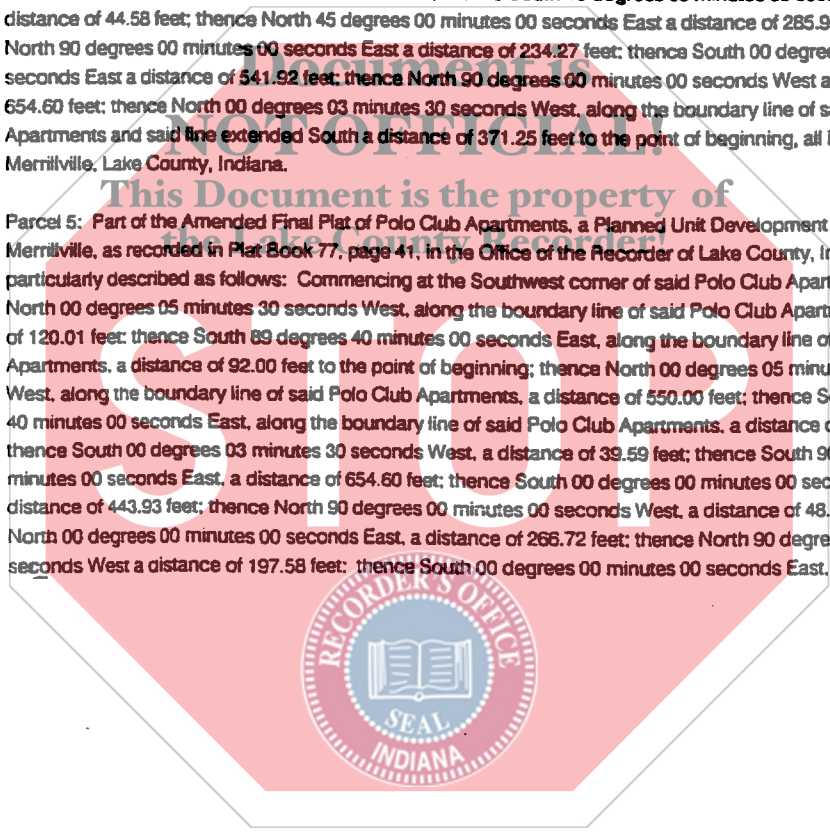 distance of 44.58 feet; thence North 45 degrees 00 minutes 00 seconds East a distance of 285.9
North 90 degrees 00 minutes 00 seconds East a distance of 234.27 feet; thence South 00 degree
Document is
seconds East a distance of 541.92 feet; thence North 90 degrees 00 minutes 00 seconds West a
654.60 feet; thence North 00 degrees 03 minutes 30 seconds West, along the boundary line of s
NOT OFFICIAL!
Apartments and said line extended South a distance of 371.25 feet to the point of beginning, all i
Merrillville, Lake County, Indiana.
This Document is the property of
Parcel 5: Part of the Amended Final Plat of Polo Club Apartments, a Planned Unit Development
the Lake County Recorder!
Merrillville, as recorded in Plat Book 77, page 41, in the Office of the Recorder of Lake County, In
particularly described as follows: Commencing at the Southwest corner of said Polo Club Apart
North 00 degrees 05 minutes 30 seconds West, along the boundary line of said Polo Club Apart
of 120.01 feet; thence South 89 degrees 40 minutes 00 seconds East, along the boundary line of
Apartments, a distance of 92.00 feet to the point of beginning; thence North 00 degrees 05 minu
West, along the boundary line of said Polo Club Apartments, a distance of 550.00 feet; thence S
40 minutes 00 seconds East, along the boundary line of said Polo Club Apartments, a distance o
thence South 00 degrees 03 minutes 30 seconds West, a distance of 39.59 feet; thence South 9
minutes 00 seconds East, a distance of 654.60 feet; thence South 00 degrees 00 minutes 00 sec
distance of 443.93 feet; thence North 90 degrees 00 minutes 00 seconds West, a distance of 48.
North 00 degrees 00 minutes 00 seconds East, a distance of 266.72 feet; thence North 90 degre
seconds West a distance of 197.58 feet; thence South 00 degrees 00 minutes 00 seconds East,
STOP
RECORDER'S OFFICE
SEAL
INDIANA